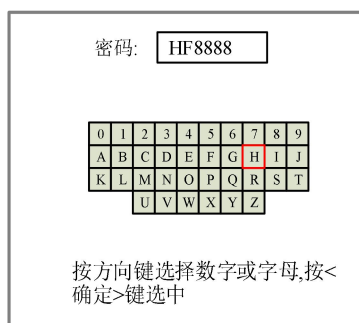 密码: HF8888
0 1 2 3 4 5 6 7 8 9
A B C D E F G H I J
K L M N O P Q R S T
U V W X Y Z
按方向键选择数字或字母,按<
确定>键选中